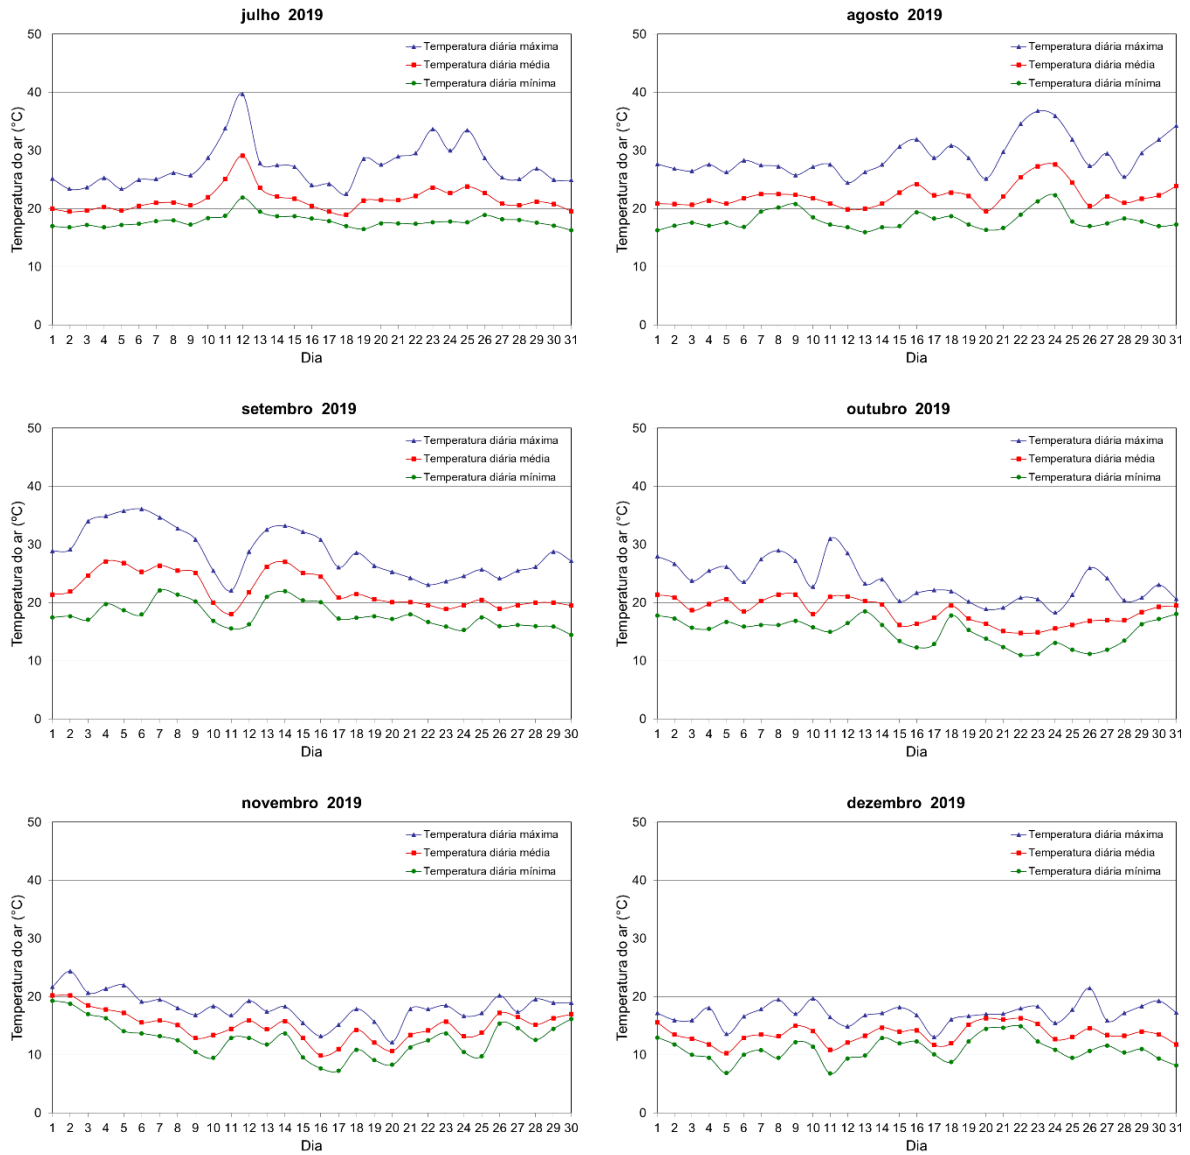 julho 2019
50
40
30
20
10
0
Temperatura do ar (°C)
Temperatura diária máxima
Temperatura diária média
Temperatura diária mínima
1 2 3 4 5 6 7 8 9 10 11 12 13 14 15 16 17 18 19 20 21 22 23 24 25 26 27 28 29 30 31
Dia
agosto 2019
50
40
30
20
10
0
Temperatura do ar (°C)
Temperatura diária máxima
Temperatura diária média
Temperatura diária mínima
1 2 3 4 5 6 7 8 9 10 11 12 13 14 15 16 17 18 19 20 21 22 23 24 25 26 27 28 29 30 31
Dia
setembro 2019
50
40
30
20
10
0
Temperatura do ar (ºC)
Temperatura diária máxima
Temperatura diária média
Temperatura diária mínima
1 2 3 4 5 6 7 8 9 10 11 12 13 14 15 16 17 18 19 20 21 22 23 24 25 26 27 28 29 30
Dia
outubro 2019
50
40
30
20
10
0
Temperatura do ar (°C)
Temperatura diária máxima
Temperatura diária média
Temperatura diária mínima
1 2 3 4 5 6 7 8 9 10 11 12 13 14 15 16 17 18 19 20 21 22 23 24 25 26 27 28 29 30 31
Dia
novembro 2019
50
40
30
20
10
0
Temperatura do ar (°C)
Temperatura diária máxima
Temperatura diária média
Temperatura diária mínima
1 2 3 4 5 6 7 8 9 10 11 12 13 14 15 16 17 18 19 20 21 22 23 24 25 26 27 28 29 30
Dia
dezembro 2019
50
40
30
20
10
0
Temperatura do ar (°C)
Temperatura diária máxima
Temperatura diária média
Temperatura diária mínima
1 2 3 4 5 6 7 8 9 10 11 12 13 14 15 16 17 18 19 20 21 22 23 24 25 26 27 28 29 30 31
Dia